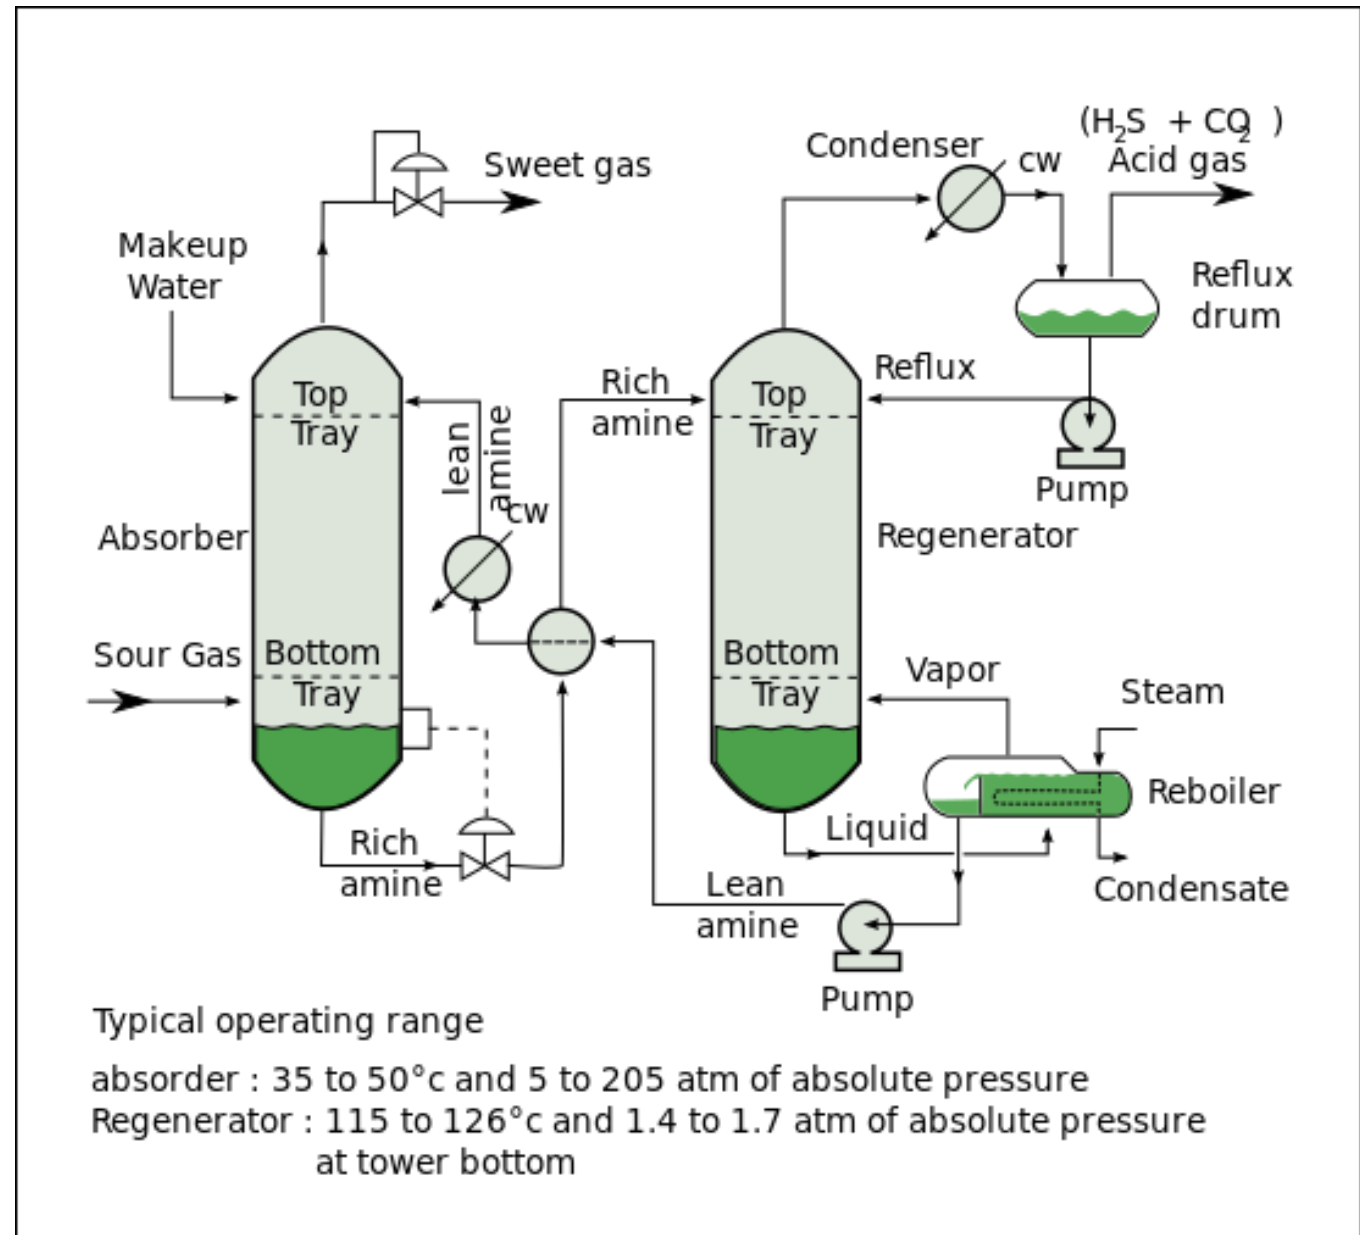 (H2S + CO2 )
Condenser
cw
Acid gas
Sweet gas
Makeup
Water
Reflux
drum
Top
Tray
lean
amine
Rich
amine
Top
Tray
Reflux
Pump
cw
Absorber
Regenerator
Sour Gas
Bottom
Tray
Bottom
Tray
Vapor
Steam
Reboiler
Rich
amine
Liquid
Lean
amine
Condensate
Pump
Typical operating range
absorder : 35 to 50°c and 5 to 205 atm of absolute pressure
Regenerator : 115 to 126°c and 1.4 to 1.7 atm of absolute pressure
at tower bottom